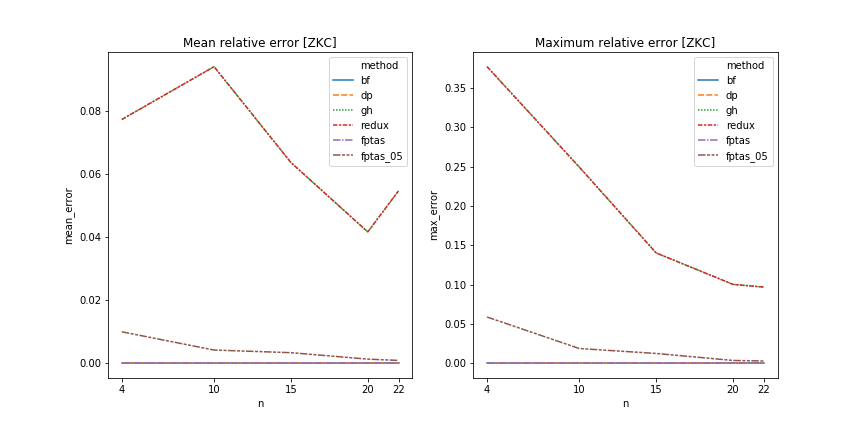 Mean relative error [ZKC]
mean_error
0.08
0.06
0.04
0.02
0.00
4
10
15
20
22
n
method
bf
dp
gh
redux
fptas
fptas_05
Maximum relative error [ZKC]
max_error
0.35
0.30
0.25
0.20
0.15
0.10
0.05
0.00
4
10
15
20
22
n
method
bf
dp
gh
redux
fptas
fptas_05